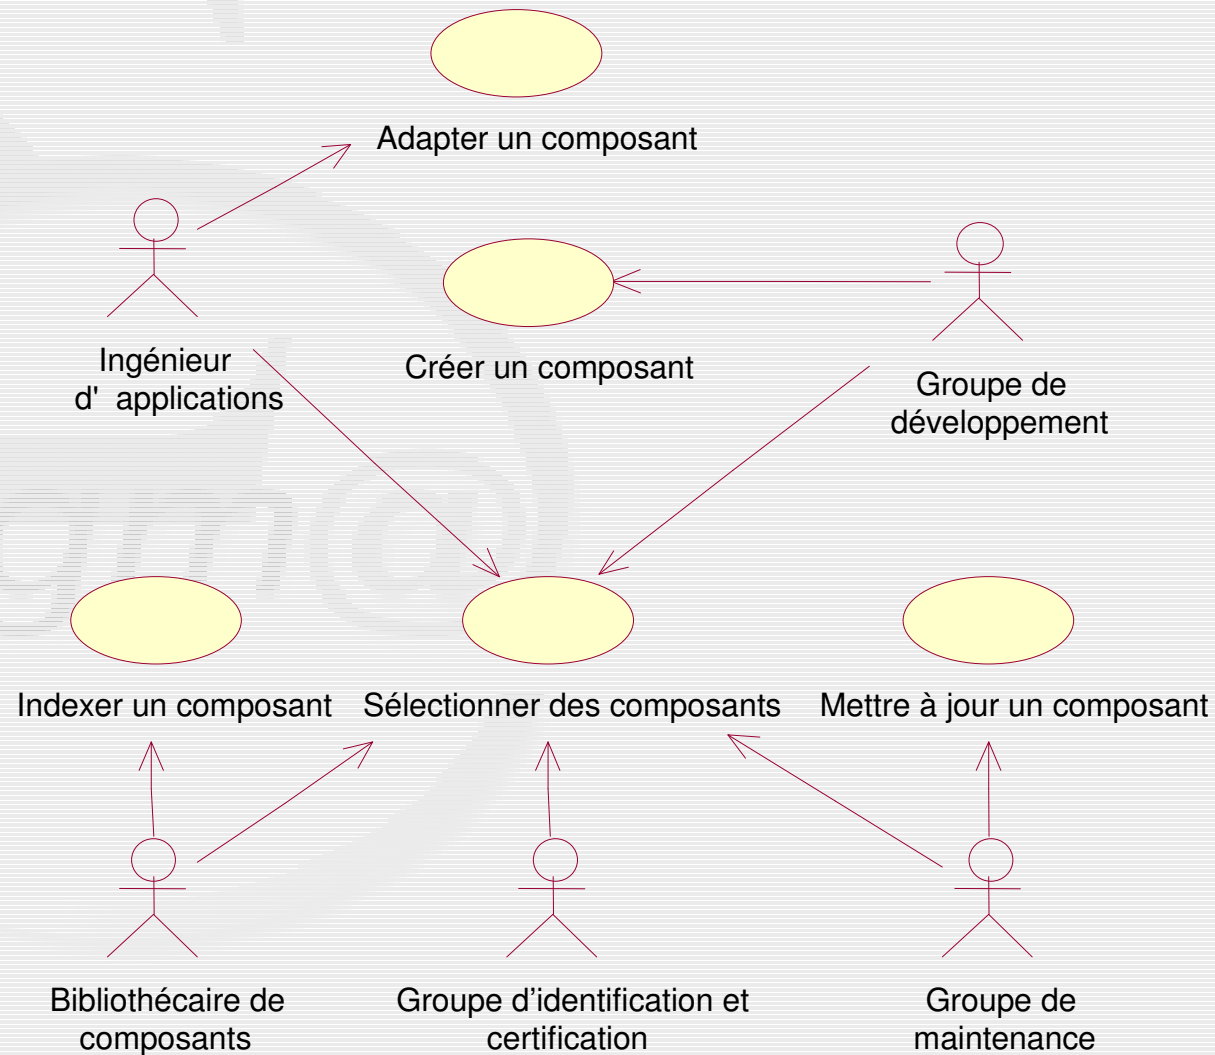 Adapter un composant
Ingénieur
d' applications
Créer un composant
Groupe de
développement
Indexer un composant
Sélectionner des composants
Mettre à jour un composant
Bibliothécaire de
composants
Groupe d’identification et
certification
Groupe de
maintenance